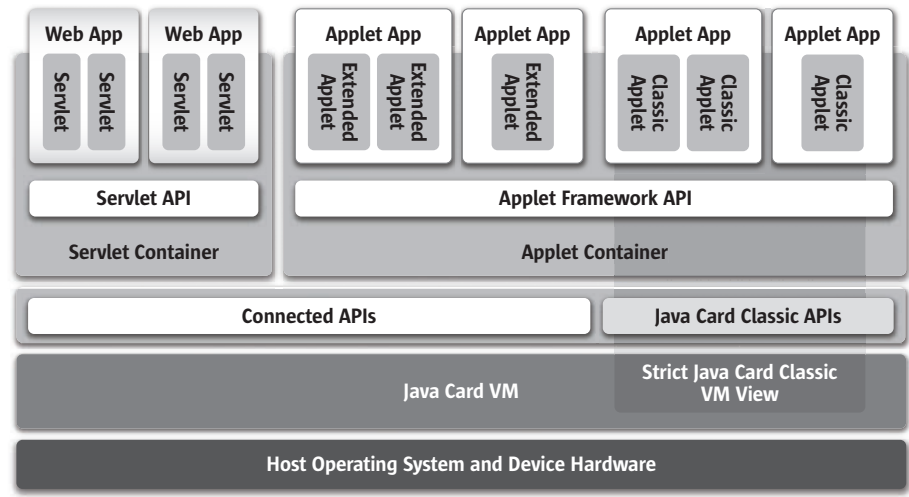 Web App
Web App
Applet App
Applet App
Applet App
Applet App
Servlet
Servlet
Servlet
Servlet
Extended
Applet
Extended
Applet
Extended
Applet
Classic
Applet
Classic
Applet
Classic
Applet
Servlet API
Applet Framework API
Servlet Container
Applet Container
Connected APIs
Java Card Classic APIs
Java Card VM
Strict Java Card Classic
VM View
Host Operating System and Device Hardware